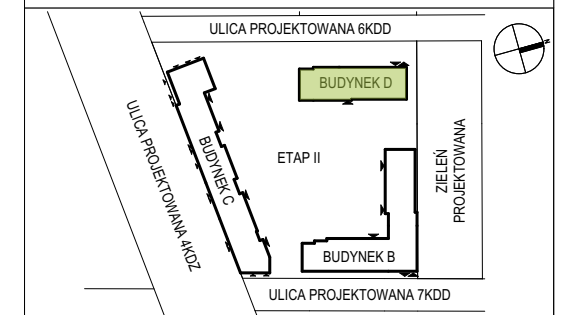 ULICA PROJEKTOWANA 6KDD
N
BUDYNEK D
ULICA PROJEKTOWANA 4KDZ
BUDYNEK C
ETAP II
ZIELEŃ
PROJEKTOWANA
BUDYNEK B
ULICA PROJEKTOWANA 7KDD